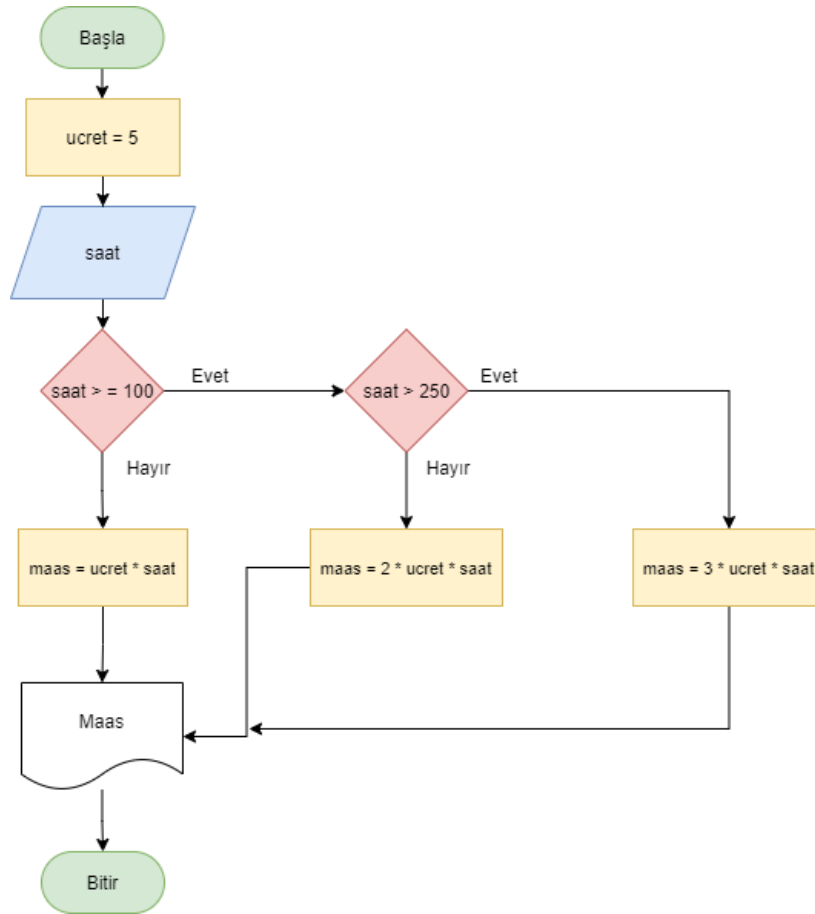 Başla
ucret = 5
saat
saat > = 100
Evet
saat > 250
Evet
Hayır
Hayır
maas = ucret * saat
maas = 2 * ucret * saat
maas = 3 * ucret * saat
Maas
Bitir